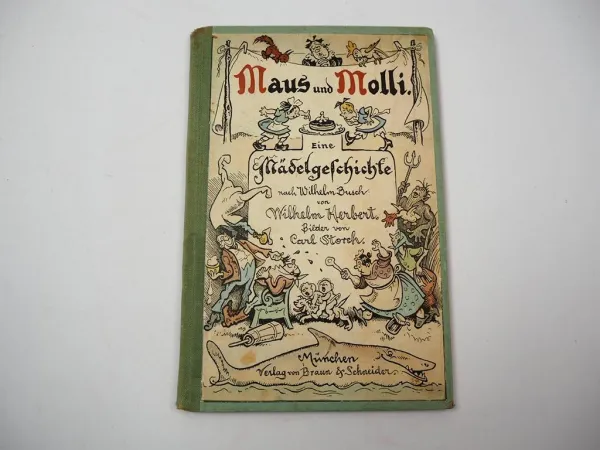 Maus und Molli.
Eine
Mädelgeschichte
nach Wilhelm Busch
von
Wilhelm Herbert.
Bilder von
Carl Storch.
München
Verlag von Braun & Schneider.